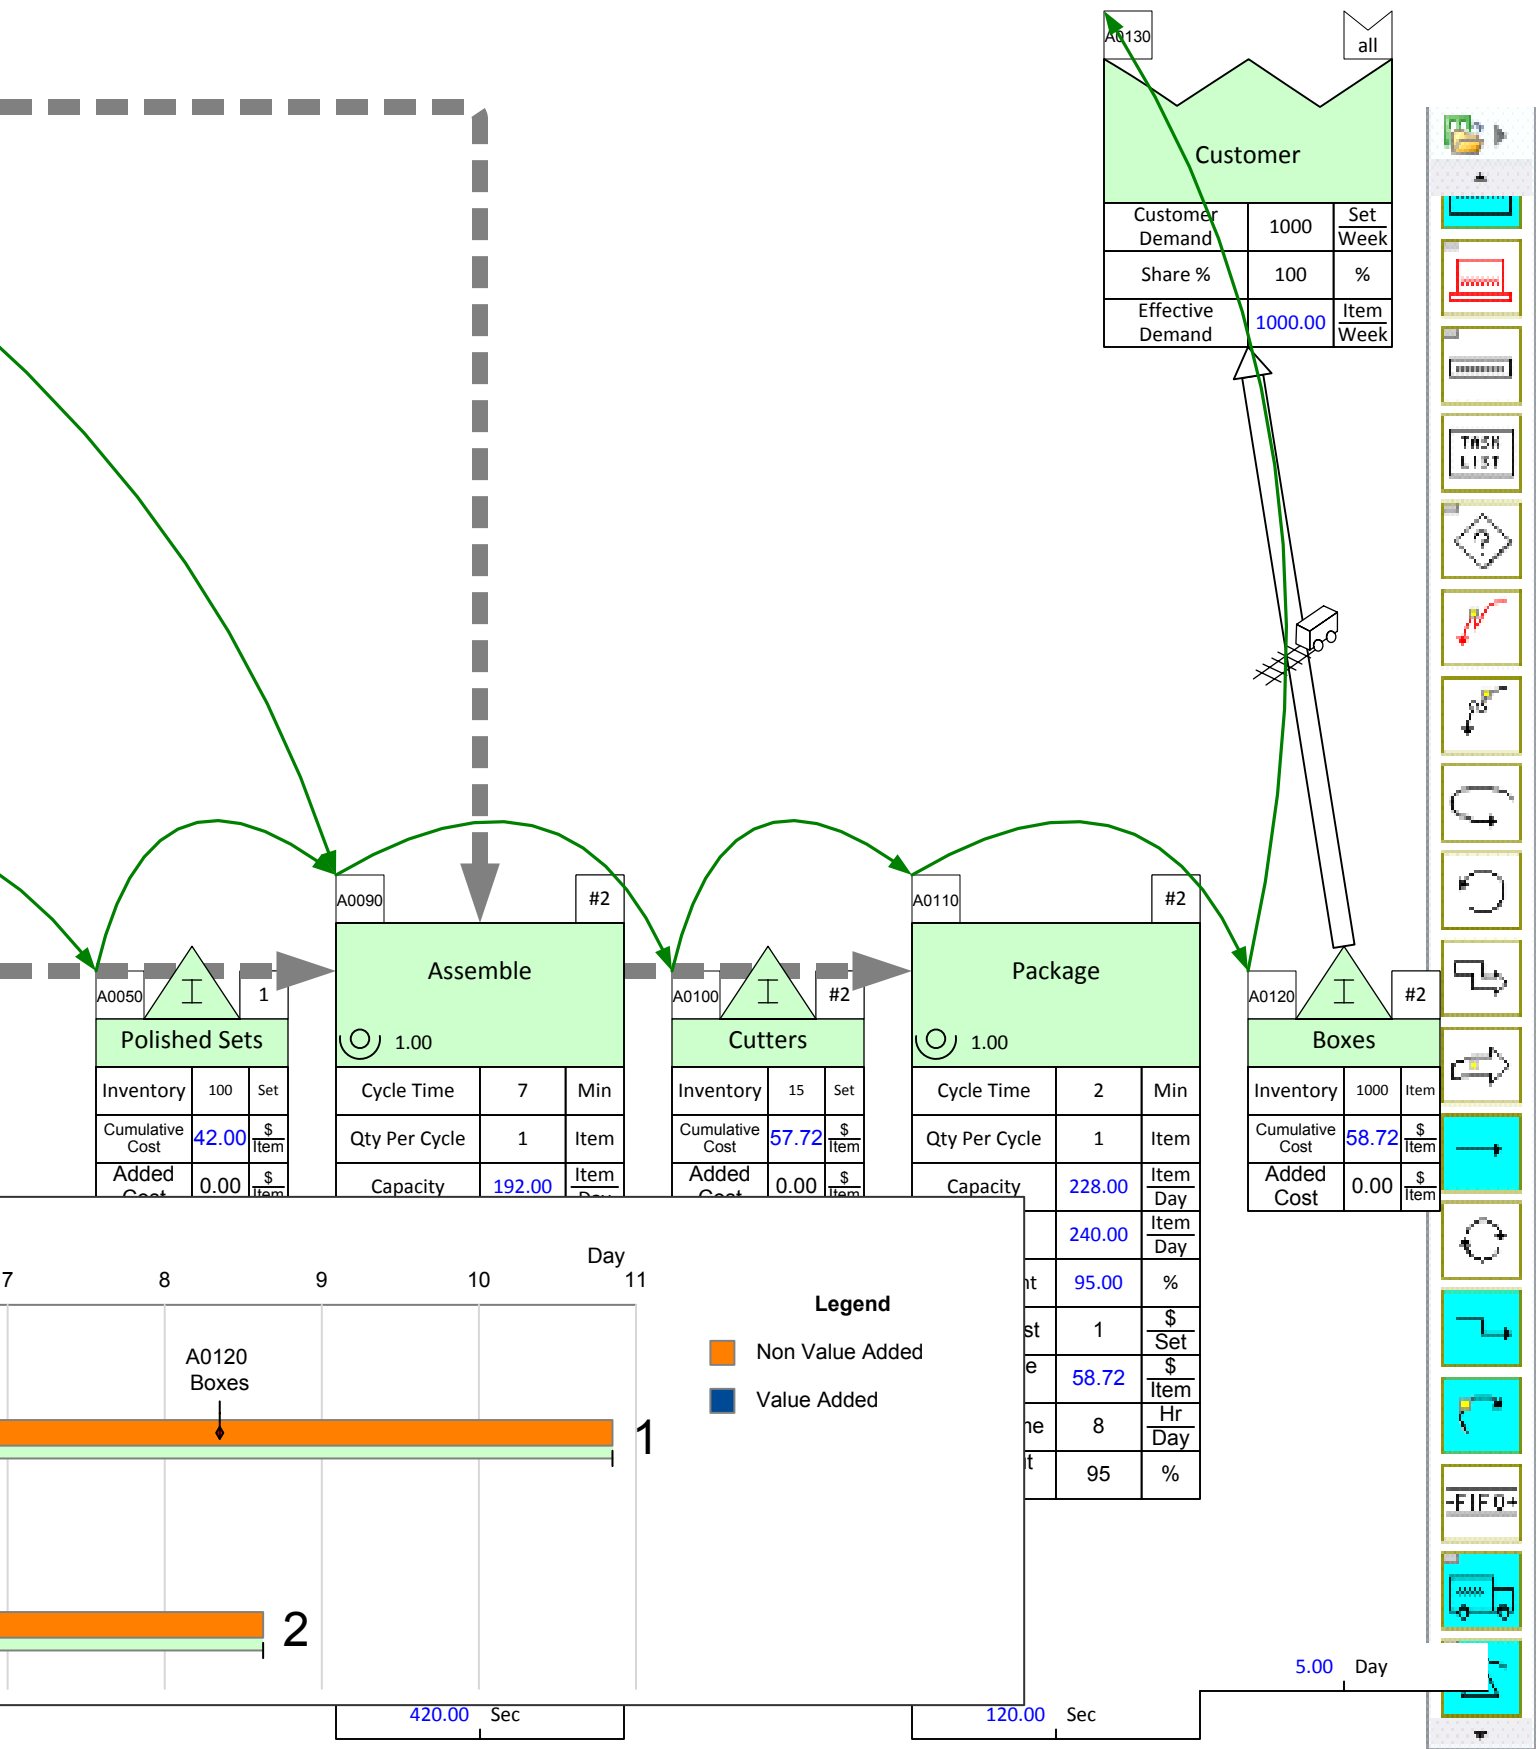 A0130
all
Customer
Customer Demand 1000 Set Week
Share % 100 %
Effective Demand 1000.00 Item Week
TASK
LIST
?
A0090
#2
A0110
#2
Assemble
Package
A0050
I
1
A0100
I
#2
A0120
I
#2
Polished Sets
1.00
Cutters
1.00
Boxes
Inventory 100 Set
Cycle Time 7 Min
Inventory 15 Set
Cycle Time 2 Min
Inventory 1000 Item
Cumulative Cost 42.00 $ Item
Qty Per Cycle 1 Item
Cumulative Cost 57.72 $ Item
Qty Per Cycle 1 Item
Cumulative Cost 58.72 $ Item
Added Cost 0.00 $ Item
Capacity 192.00 Item Day
Added Cost 0.00 $ Item
Capacity 228.00 Item Day
Added Cost 0.00 $ Item
240.00 Item Day
95.00 %
1 $ Set
58.72 $ Item
8 Hr Day
95 %
Day
7 8 9 10 11
Legend
Non Value Added
Value Added
A0120
Boxes
1
2
-FIFO+
5.00 Day
420.00 Sec
120.00 Sec